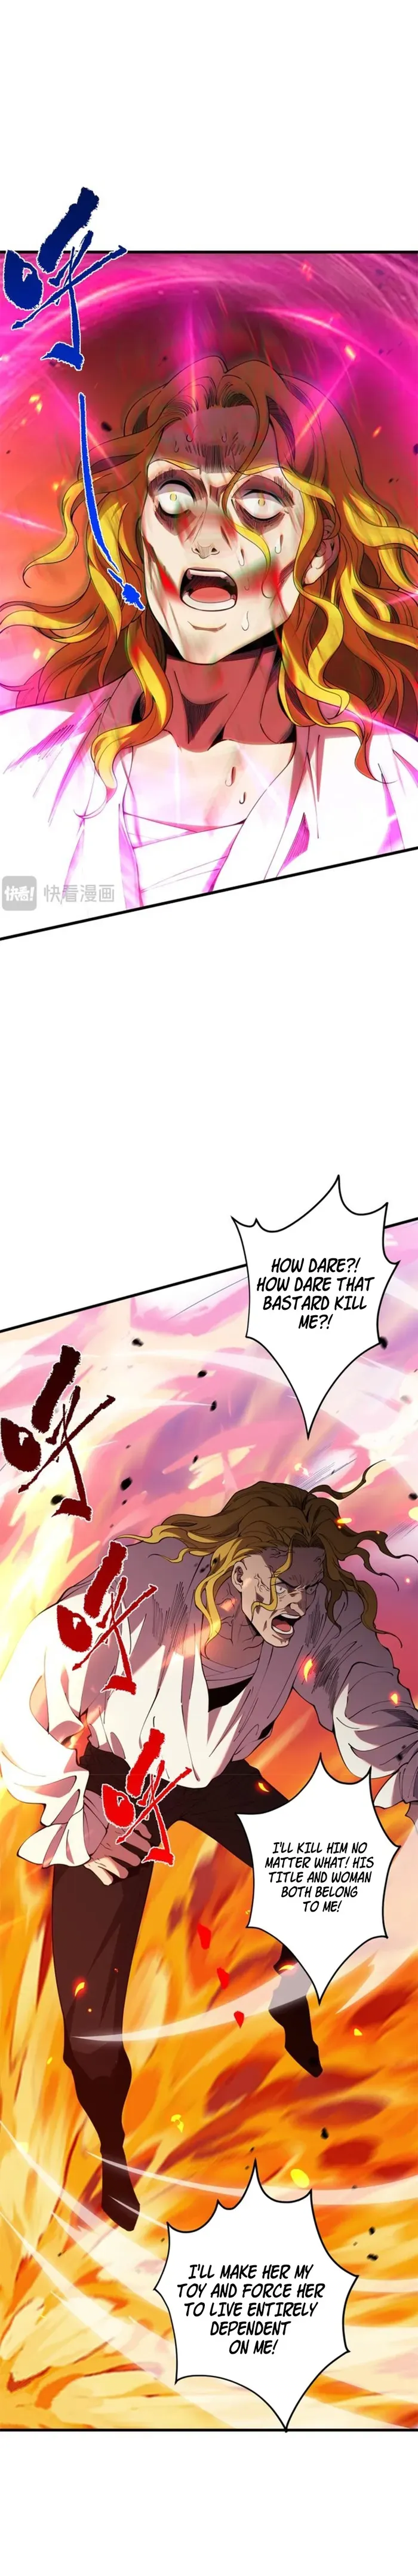 呼
快看!
快看漫画
HOW DARE?!
HOW DARE THAT
BASTARD KILL
ME?!
呼
呼
呼
I'LL KILL HIM NO
MATTER WHAT! HIS
TITLE AND WOMAN
BOTH BELONG
TO ME!
I'LL MAKE HER MY
TOY AND FORCE HER
TO LIVE ENTIRELY
DEPENDENT
ON ME!